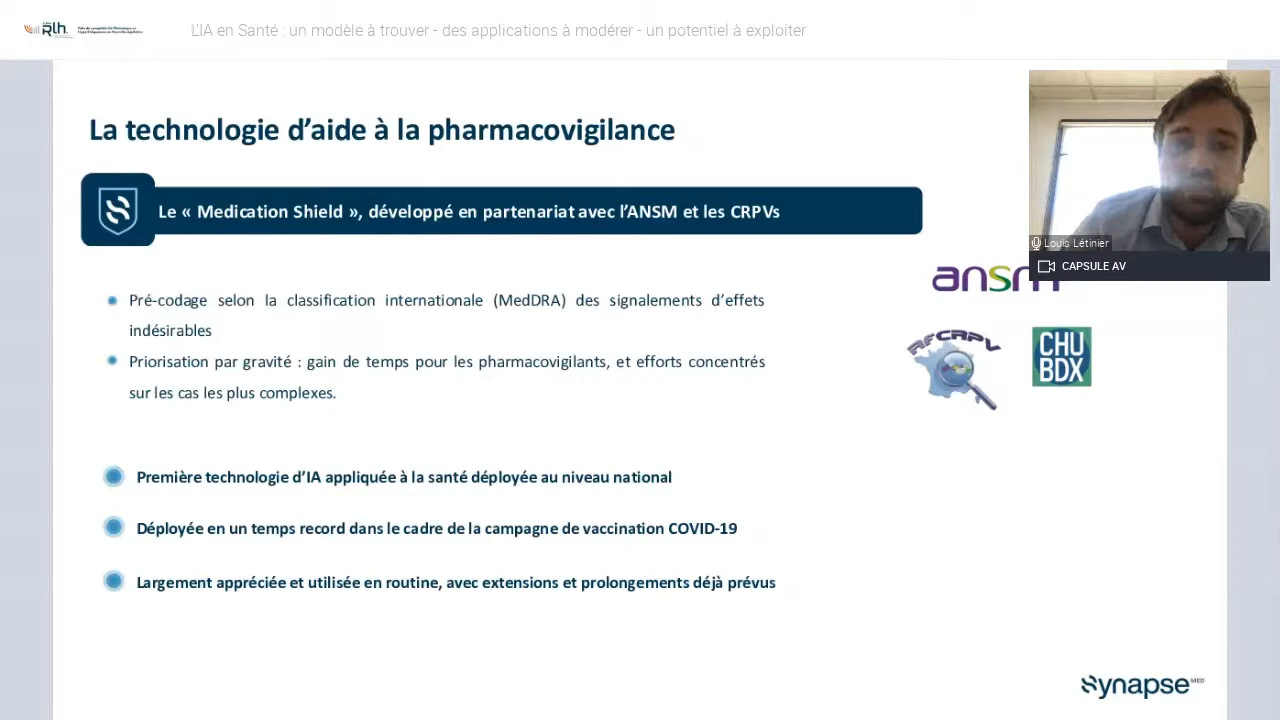 Rlh
L'IA en Santé : un modèle à trouver - des applications à modérer - un potentiel à exploiter
La technologie d'aide à la pharmacovigilance
Le « Medication Shield », développé en partenariat avec l'ANSM et les CRPVs
Louis Létinier
CAPSULE AV
ansm
Pré-codage selon la classification internationale (MedDRA) des signalements d'effets
indésirables
Priorisation par gravité : gain de temps pour les pharmacovigilants, et efforts concentrés
sur les cas les plus complexes.
RFCRPV
CHU
BDX
Première technologie d'IA appliquée à la santé déployée au niveau national
Déployée en un temps record dans le cadre de la campagne de vaccination COVID-19
Largement appréciée et utilisée en routine, avec extensions et prolongements déjà prévus
Synapse MED